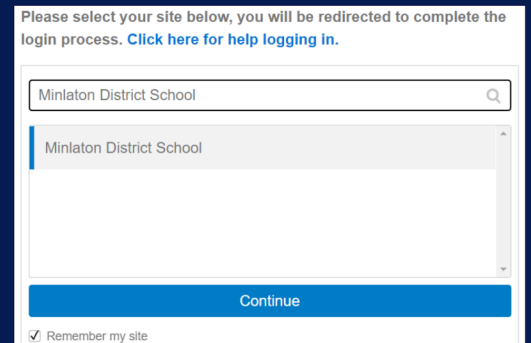 Please select your site below, you will be redirected to complete the
login process. Click here for help logging in.
Minlaton District School
Minlaton District School
Continue
Remember my site